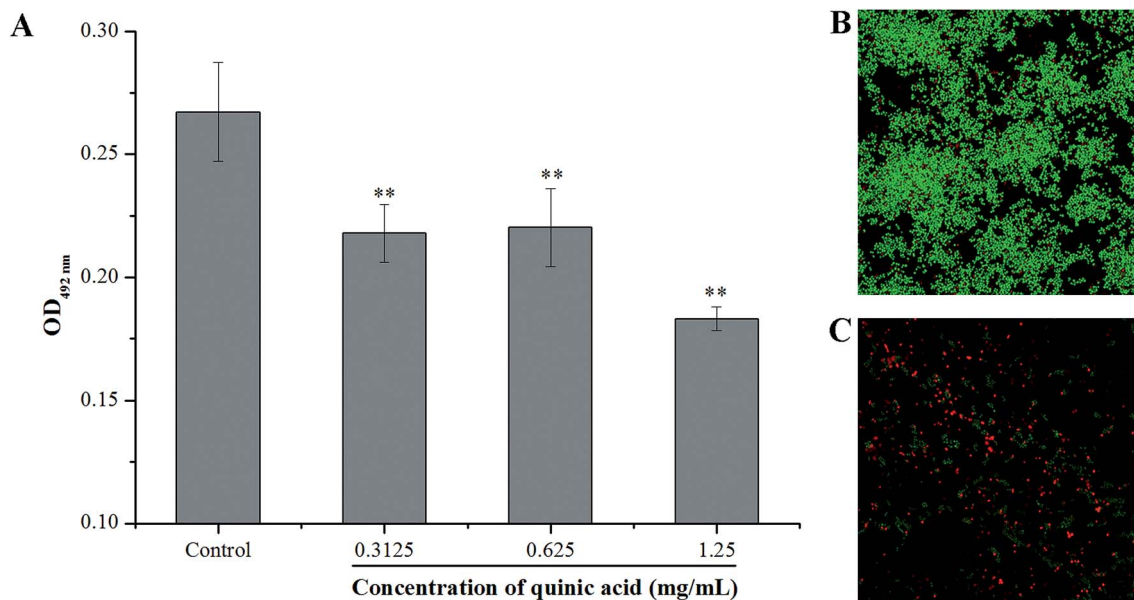 A
B
C
OD492 nm
0.30
0.25
0.20
0.15
0.10
**
**
**
Control
0.3125
0.625
1.25
Concentration of quinic acid (mg/mL)